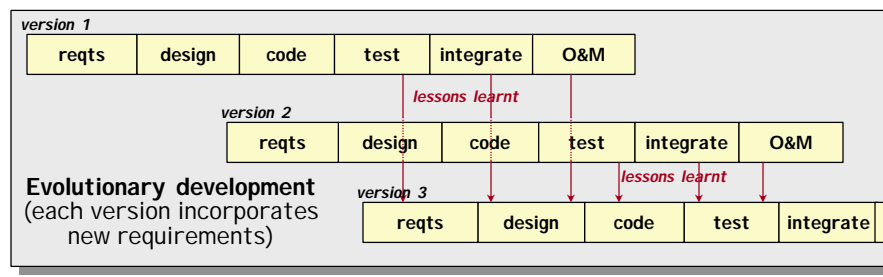 version 1
reqts design code test integrate O&M
lessons learnt
version 2
reqts design code test integrate O&M
lessons learnt
Evolutionary development
version 3
(each version incorporates
reqts design code test integrate
new requirements)